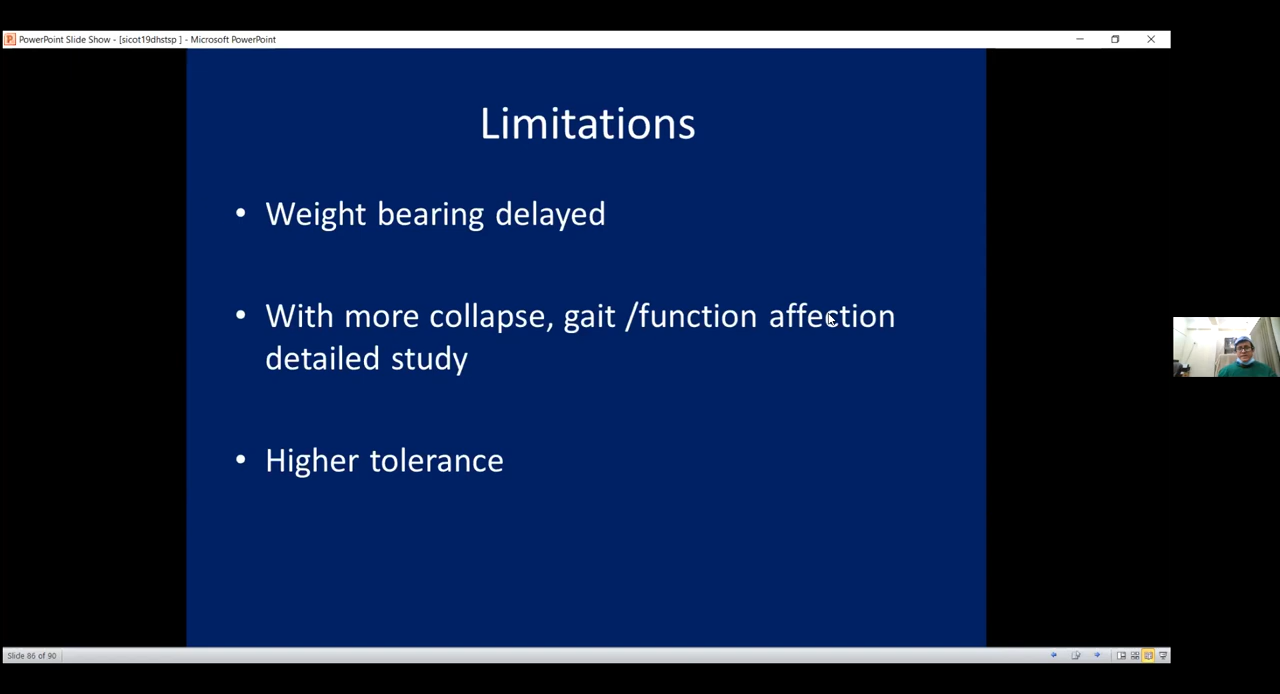 PowerPoint Slide Show - [sicot19dhstsp ] - Microsoft PowerPoint
Limitations
• Weight bearing delayed
• With more collapse, gait /function affection
detailed study
• Higher tolerance
Slide 86 of 90